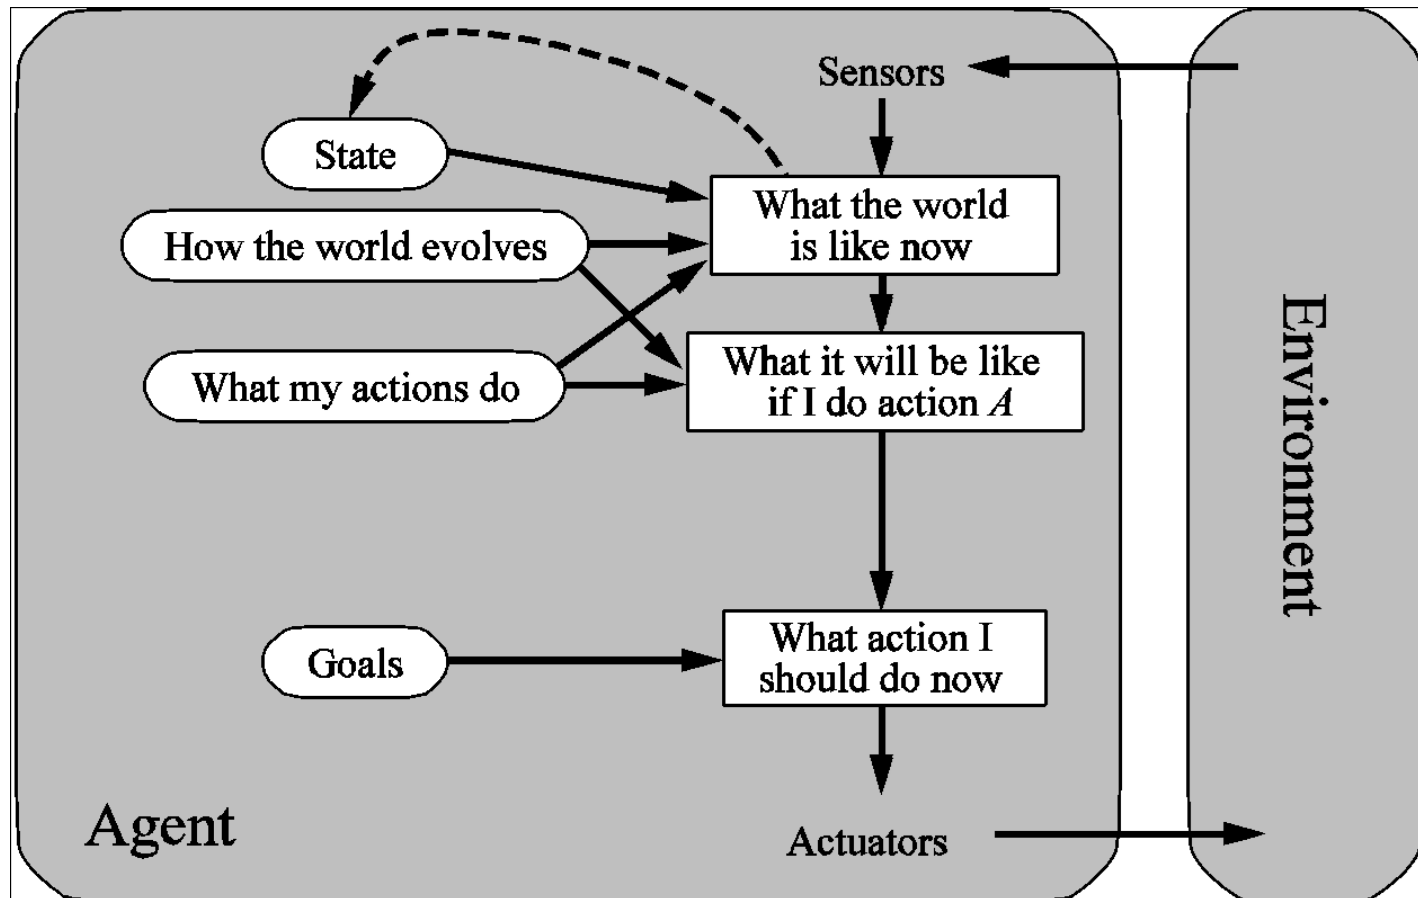 Sensors
State
What the world
is like now
How the world evolves
What my actions do
What it will be like
if I do action A
Goals
What action I
should do now
Agent
Actuators
Environment